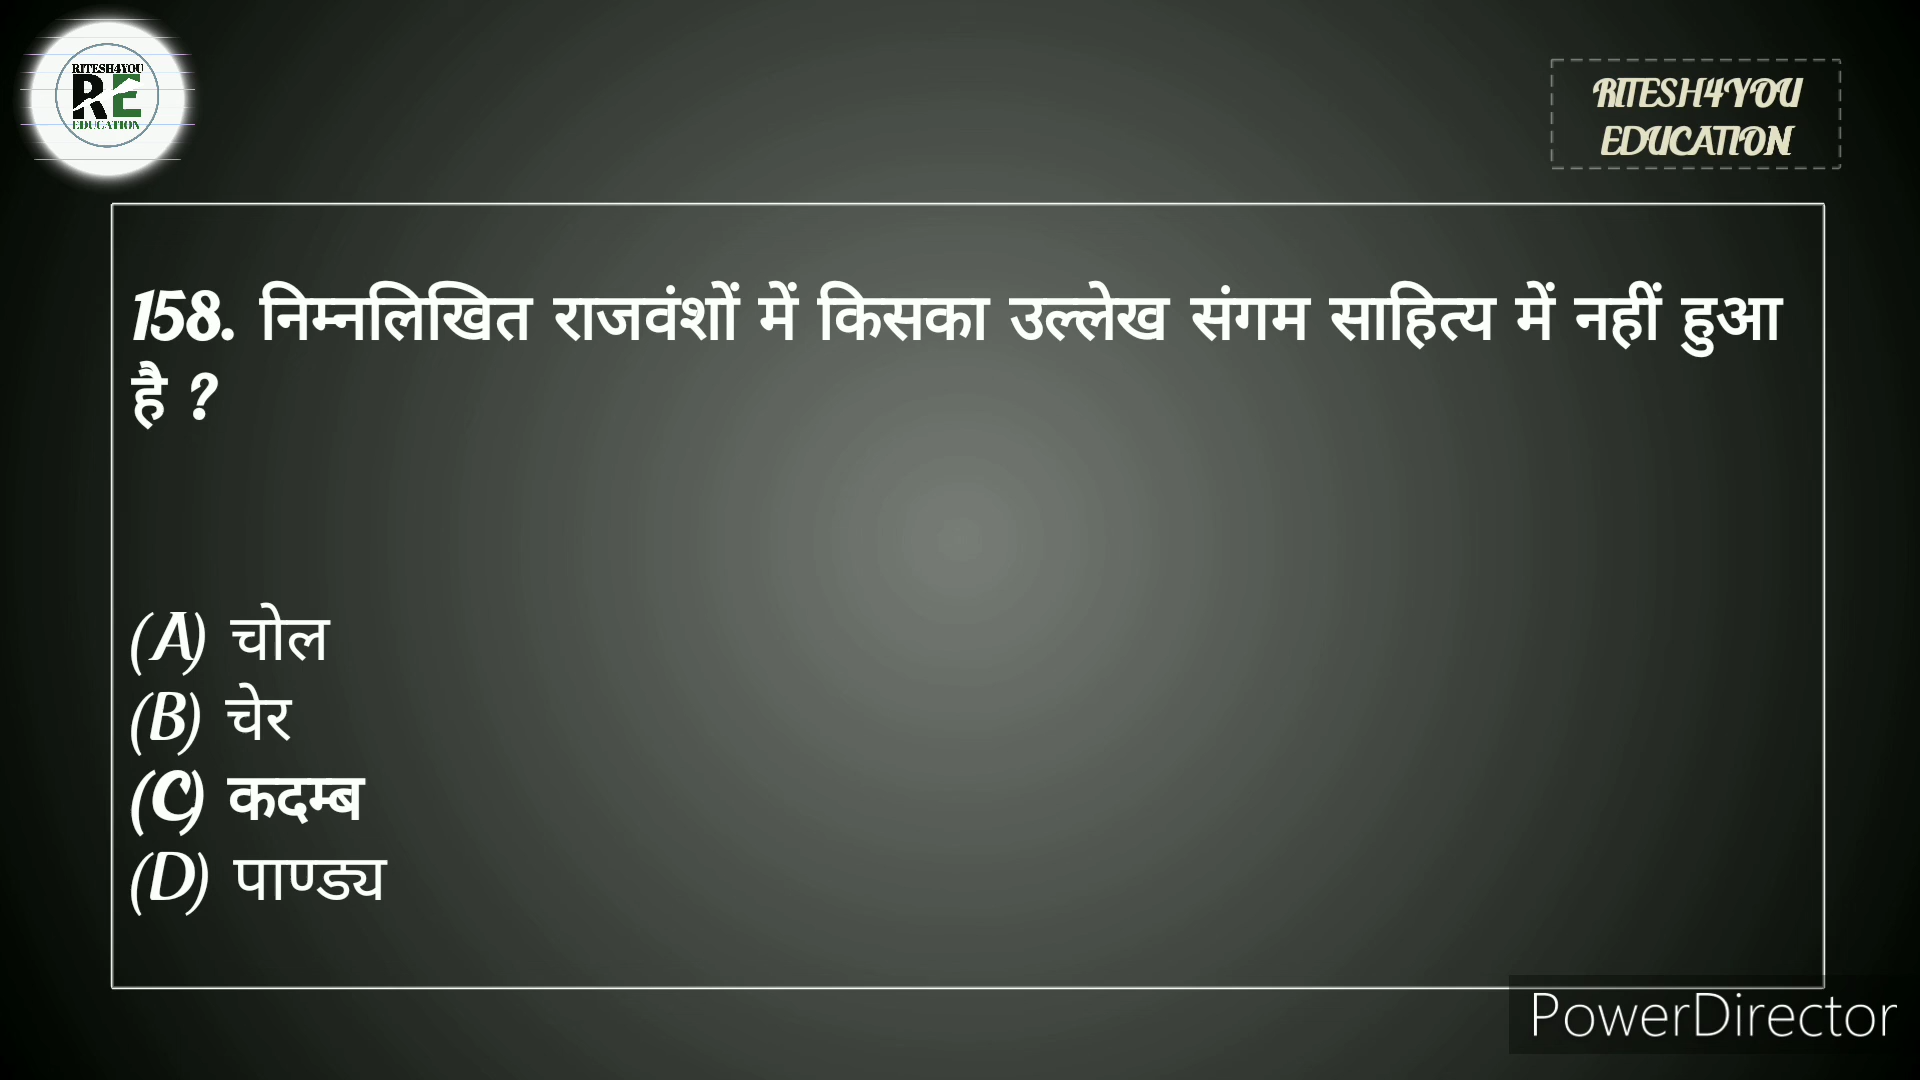 RITESH4YOU
RE
EDUCATION
RITESH4YOU
EDUCATION
158. निम्नलिखित राजवंशों में किसका उल्लेख संगम साहित्य में नहीं हुआ
है ?
(A) चोल
(B) चेर
(C) कदम्ब
(D) पाण्ड्य
PowerDirector